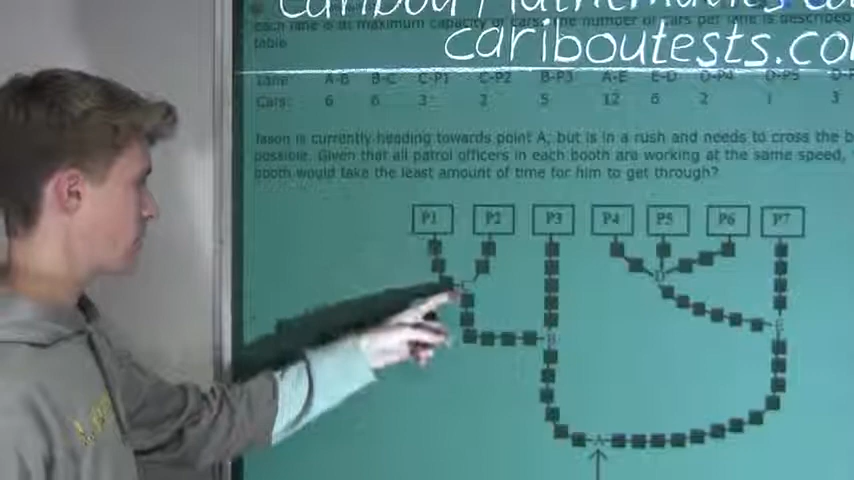 Caribou Mathematics Co
cariboutests.co
each lane is at maximum capacity of cars, the number of cars per lane is described
table
Lane: A-B B-C C-P1 C-P2 B-P3 A-E E-D D-P4 D-P5 D-P
Cars: 6 6 3 2 5 12 6 2 1 3
Jason is currently heading towards point A, but is in a rush and needs to cross the b
possible. Given that all patrol officers in each booth are working at the same speed,
booth would take the least amount of time for him to get through?
P1 P2 P3 P4 P5 P6 P7
D
C
E
B
A